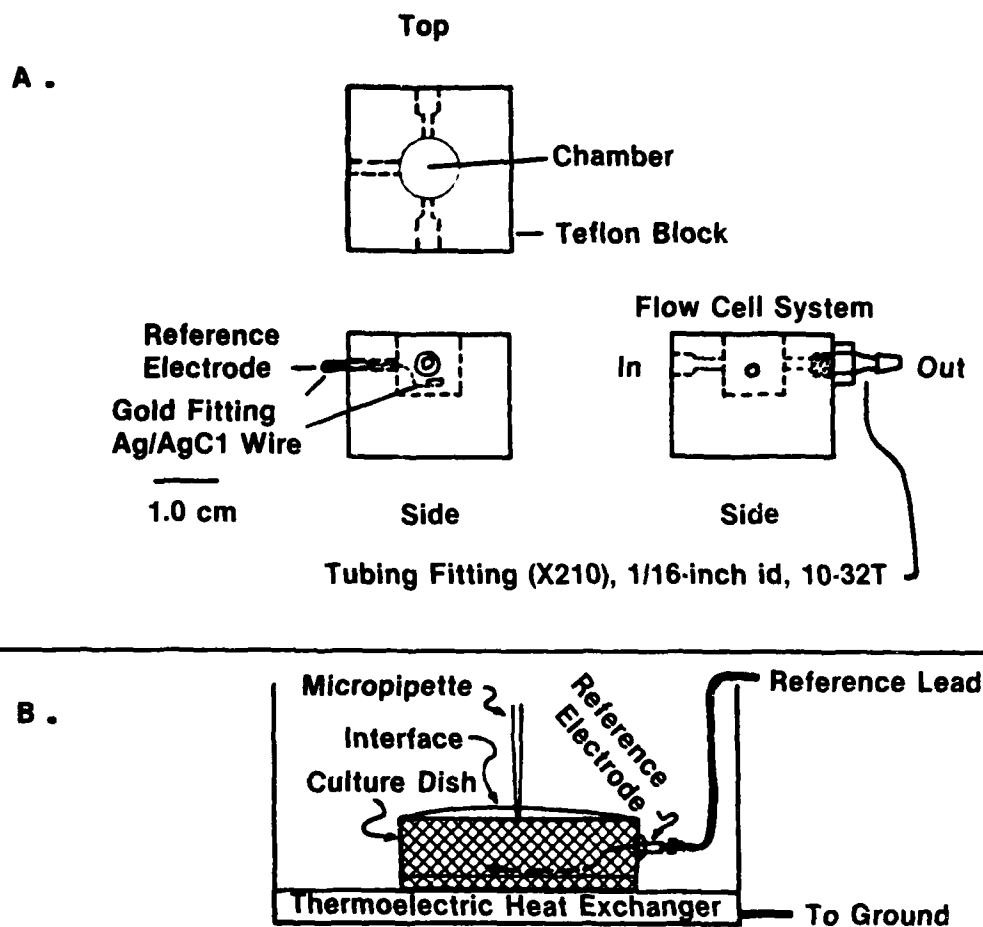 Top
A .
Chamber
Teflon Block
Flow Cell System
Reference
Electrode
In
Out
Gold Fitting
Ag/AgC1 Wire
1.0 cm
Side
Side
Tubing Fitting (X210), 1/16-inch id, 10-32T
B .
Micropipette
Reference
Electrode
Reference Lead
Interface
Culture Dish
Thermoelectric Heat Exchanger
To Ground